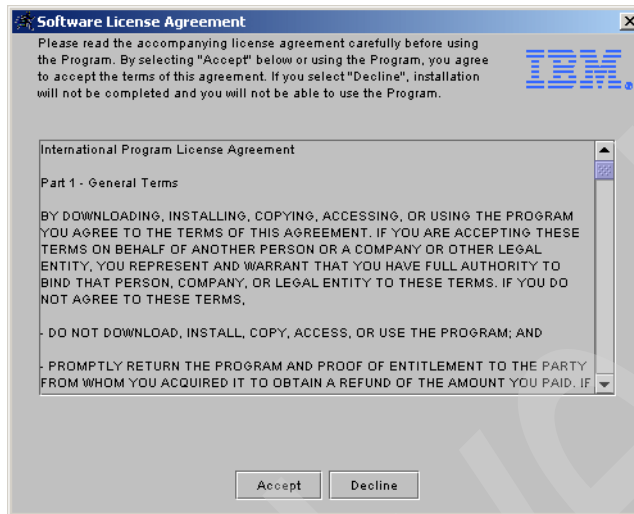 Software License Agreement
Please read the accompanying license agreement carefully before using
the Program. By selecting "Accept" below or using the Program, you agree
to accept the terms of this agreement. If you select "Decline", installation
will not be completed and you will not be able to use the Program.
IBM.
International Program License Agreement
Part 1 - General Terms
BY DOWNLOADING, INSTALLING, COPYING, ACCESSING, OR USING THE PROGRAM
YOU AGREE TO THE TERMS OF THIS AGREEMENT. IF YOU ARE ACCEPTING THESE
TERMS ON BEHALF OF ANOTHER PERSON OR A COMPANY OR OTHER LEGAL
ENTITY, YOU REPRESENT AND WARRANT THAT YOU HAVE FULL AUTHORITY TO
BIND THAT PERSON, COMPANY, OR LEGAL ENTITY TO THESE TERMS. IF YOU DO
NOT AGREE TO THESE TERMS,
- DO NOT DOWNLOAD, INSTALL, COPY, ACCESS, OR USE THE PROGRAM; AND
- PROMPTLY RETURN THE PROGRAM AND PROOF OF ENTITLEMENT TO THE PARTY
FROM WHOM YOU ACQUIRED IT TO OBTAIN A REFUND OF THE AMOUNT YOU PAID. IF
Accept Decline